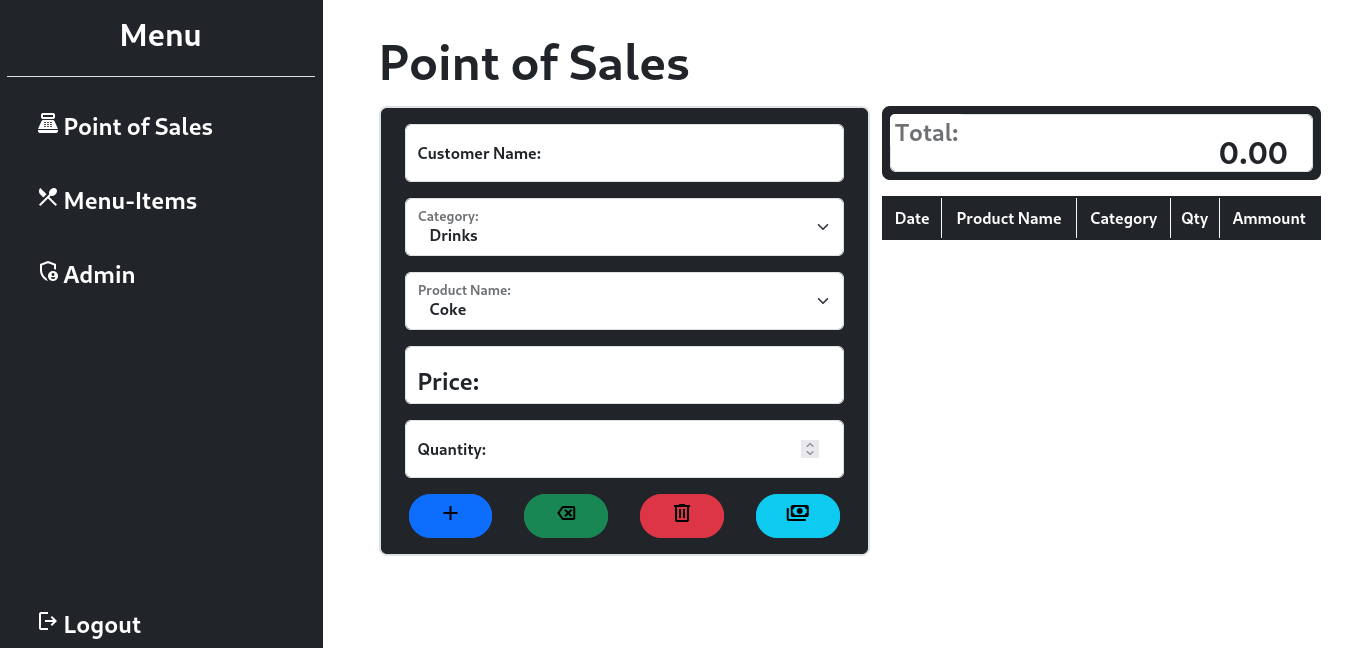 Menu
Point of Sales
Menu-Items
Admin
Logout
Point of Sales
Customer Name:
Category:
Drinks
Product Name:
Coke
Price:
Quantity:
Total:
0.00
Date Product Name Category Qty Ammount